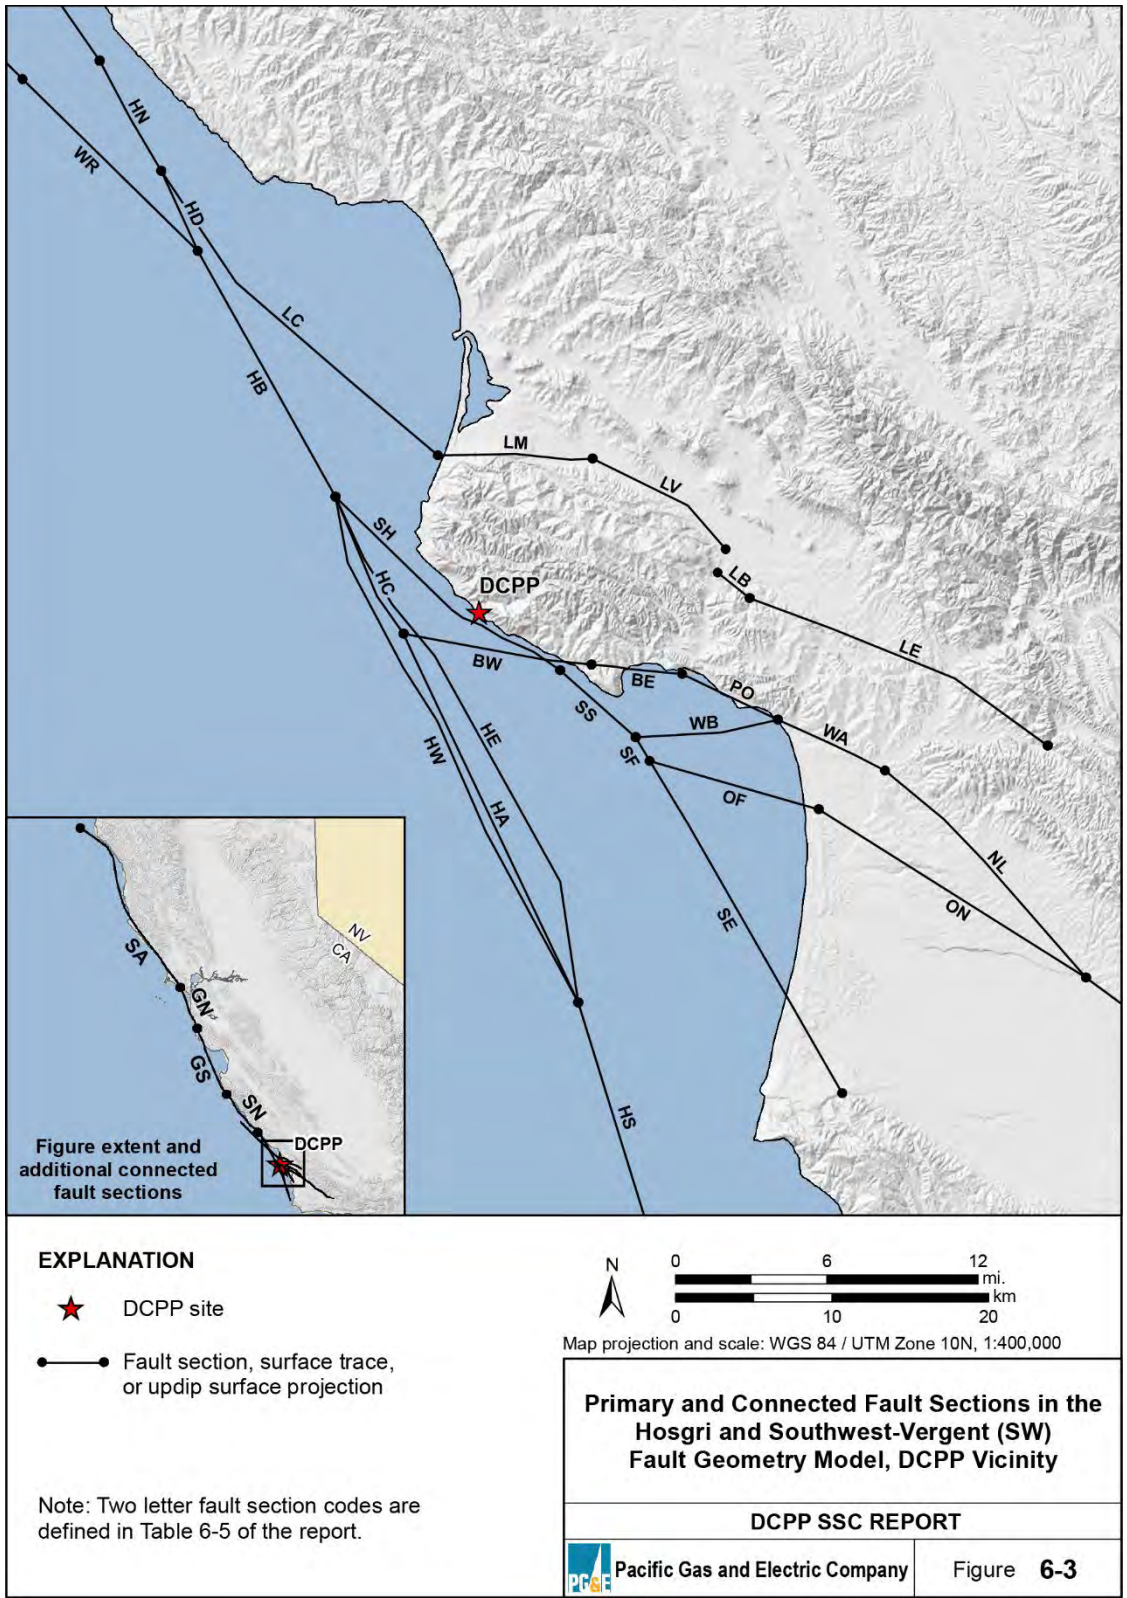 HN
WR
HD
LC
HB
LM
LV
SH
HC
DCPP
LB
LE
BW
BE
PO
SS
WB
WA
HE
HW
SF
HA
OF
NL
ON
SE
HS
NV
CA
SA
GN
GS
SN
DCPP
Figure extent and
additional connected
fault sections
EXPLANATION
DCPP site
Fault section, surface trace,
or updip surface projection
Note: Two letter fault section codes are
defined in Table 6-5 of the report.
N
0 6 12
mi.
km
0 10 20
Map projection and scale: WGS 84 / UTM Zone 10N, 1:400,000
Primary and Connected Fault Sections in the
Hosgri and Southwest-Vergent (SW)
Fault Geometry Model, DCPP Vicinity
DCPP SSC REPORT
PG&E
Pacific Gas and Electric Company
Figure 6-3